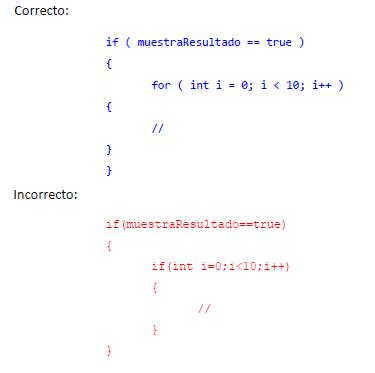 Correcto:
if ( muestraResultado == true )
{
for ( int i = 0; i < 10; i++ )
{
//
}
}
Incorrecto:
if(muestraResultado==true)
{
if(int i=0;i<10;i++)
{
//
}
}